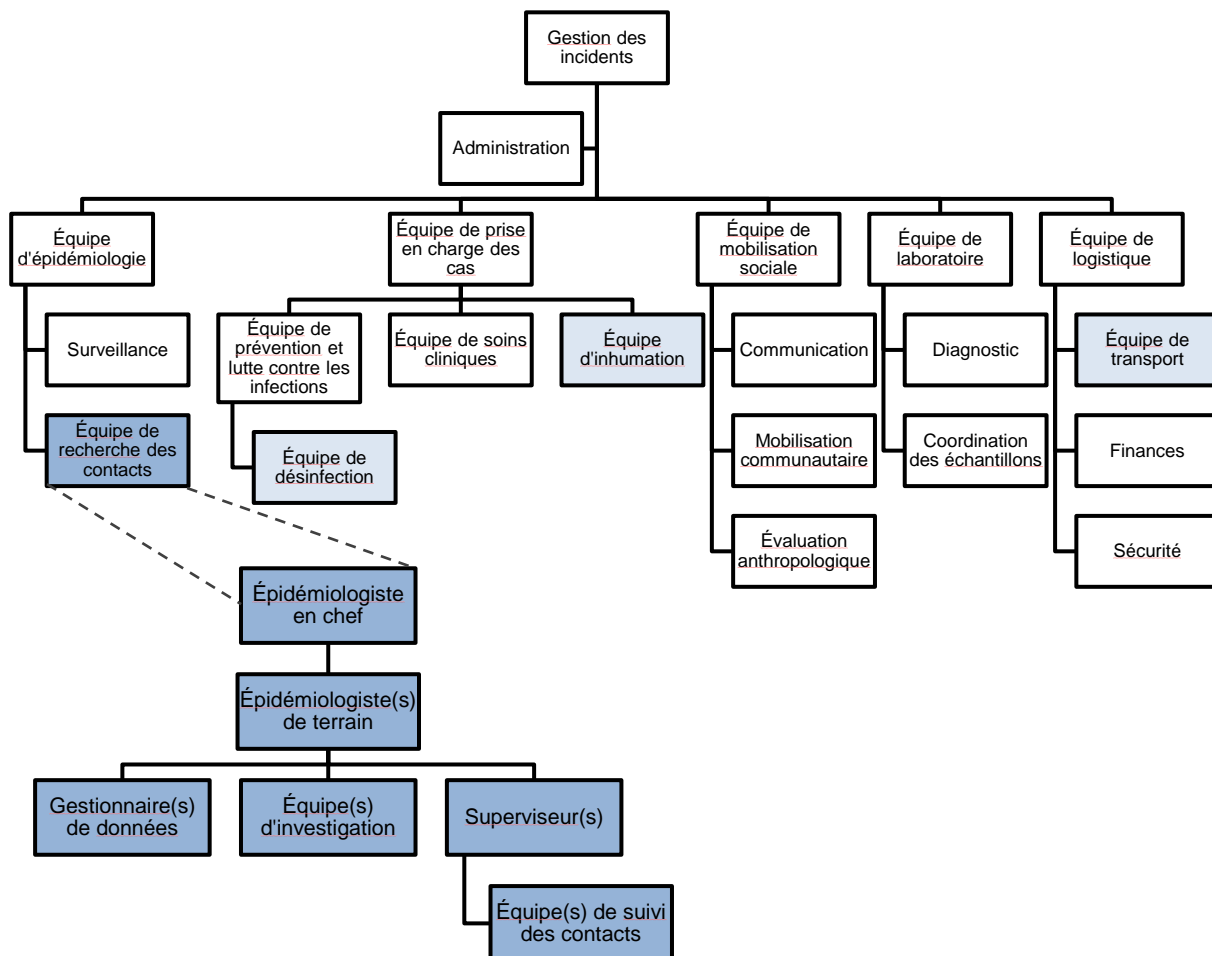 Gestion des
incidents
Administration
Équipe
d'épidémiologie
Équipe de prise
en charge des
cas
Équipe de
mobilisation
sociale
Équipe de
laboratoire
Équipe de
logistique
Surveillance
Équipe de
prévention et
lutte contre les
infections
Équipe de soins
cliniques
Équipe
d'inhumation
Communication
Diagnostic
Équipe de
transport
Équipe de
recherche des
contacts
Équipe de
désinfection
Mobilisation
communautaire
Coordination
des échantillons
Finances
Évaluation
anthropologique
Sécurité
Épidémiologiste
en chef
Épidémiologiste(s)
de terrain
Gestionnaire(s)
de données
Équipe(s)
d'investigation
Superviseur(s)
Équipe(s) de suivi
des contacts